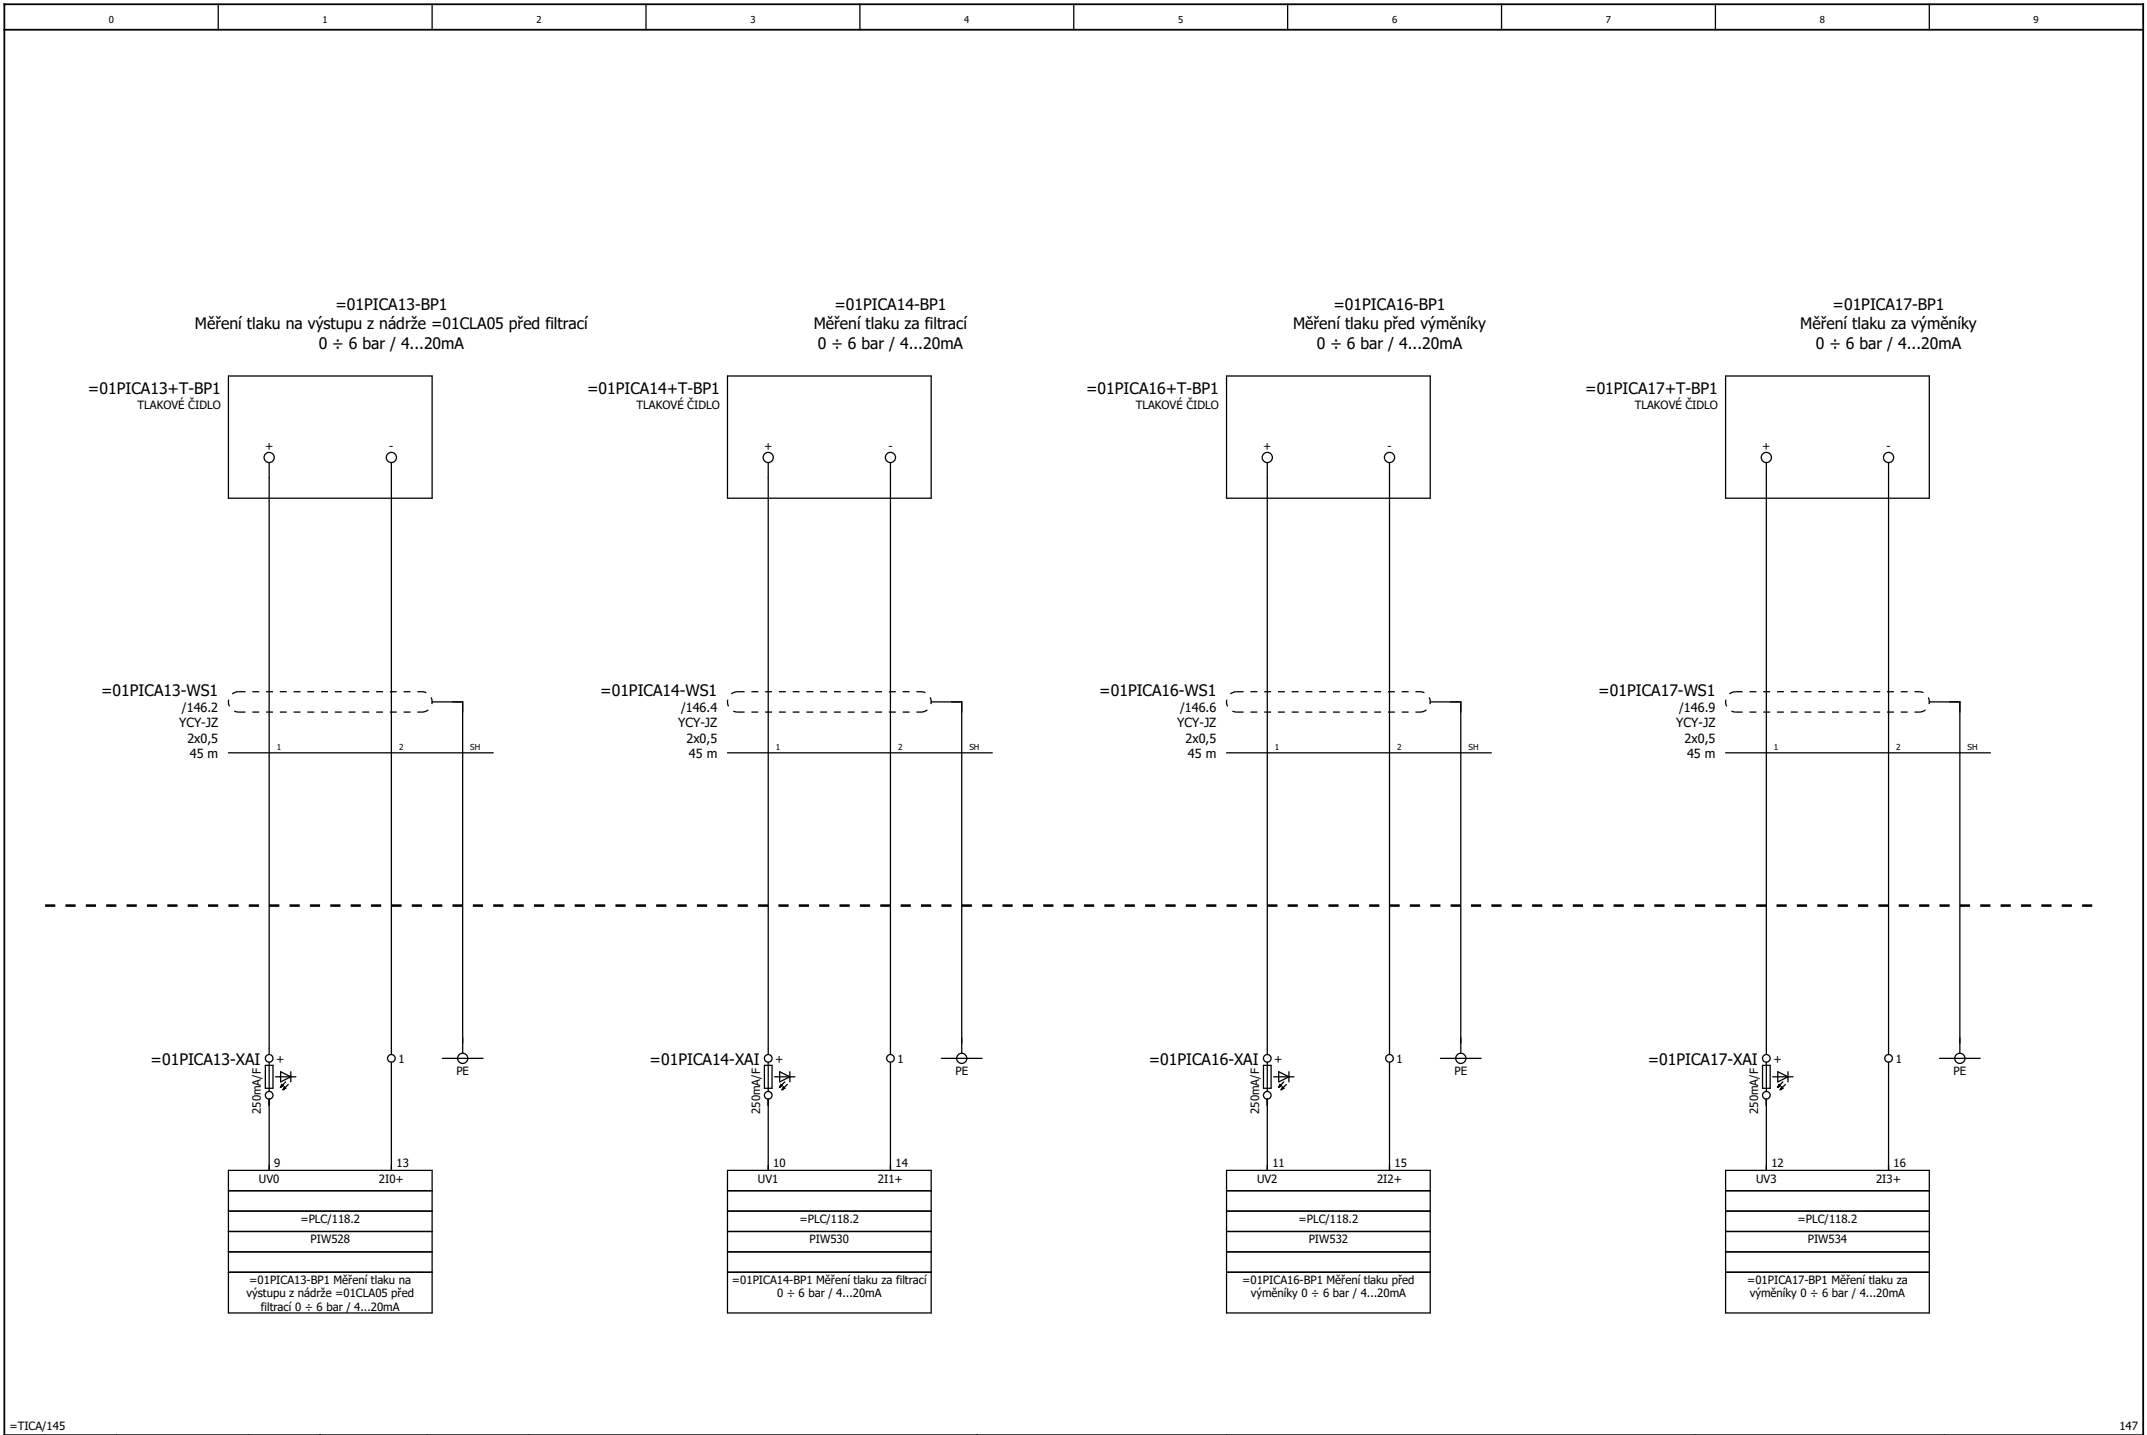 0 1 2 3 4 5 6 7 8 9
=01PICA13-BP1
Měření tlaku na výstupu z nádrže =01CLA05 před filtrací
0 ÷ 6 bar / 4...20mA
=01PICA14-BP1
Měření tlaku za filtrací
0 ÷ 6 bar / 4...20mA
=01PICA16-BP1
Měření tlaku před výměníky
0 ÷ 6 bar / 4...20mA
=01PICA17-BP1
Měření tlaku za výměníky
0 ÷ 6 bar / 4...20mA
=01PICA13+T-BP1
TLAKOVÉ ČIDLO
+ -
=01PICA14+T-BP1
TLAKOVÉ ČIDLO
+ -
=01PICA16+T-BP1
TLAKOVÉ ČIDLO
+ -
=01PICA17+T-BP1
TLAKOVÉ ČIDLO
+ -
=01PICA13-WS1
/146.2
YCY-JZ
2x0,5
45 m
1 2 SH
=01PICA14-WS1
/146.4
YCY-JZ
2x0,5
45 m
1 2 SH
=01PICA16-WS1
/146.6
YCY-JZ
2x0,5
45 m
1 2 SH
=01PICA17-WS1
/146.9
YCY-JZ
2x0,5
45 m
1 2 SH
=01PICA13-XAI + 1
PE
250mA/F
=01PICA14-XAI + 1
PE
250mA/F
=01PICA16-XAI + 1
PE
250mA/F
=01PICA17-XAI + 1
PE
250mA/F
9 13
UV0 2I0+
=PLC/118.2
PIW528
=01PICA13-BP1 Měření tlaku na
výstupu z nádrže =01CLA05 před
filtrací 0 ÷ 6 bar / 4...20mA
10 14
UV1 2I1+
=PLC/118.2
PIW530
=01PICA14-BP1 Měření tlaku za filtrací
0 ÷ 6 bar / 4...20mA
11 15
UV2 2I2+
=PLC/118.2
PIW532
=01PICA16-BP1 Měření tlaku před
výměníky 0 ÷ 6 bar / 4...20mA
12 16
UV3 2I3+
=PLC/118.2
PIW534
=01PICA17-BP1 Měření tlaku za
výměníky 0 ÷ 6 bar / 4...20mA
=TICA/145
147